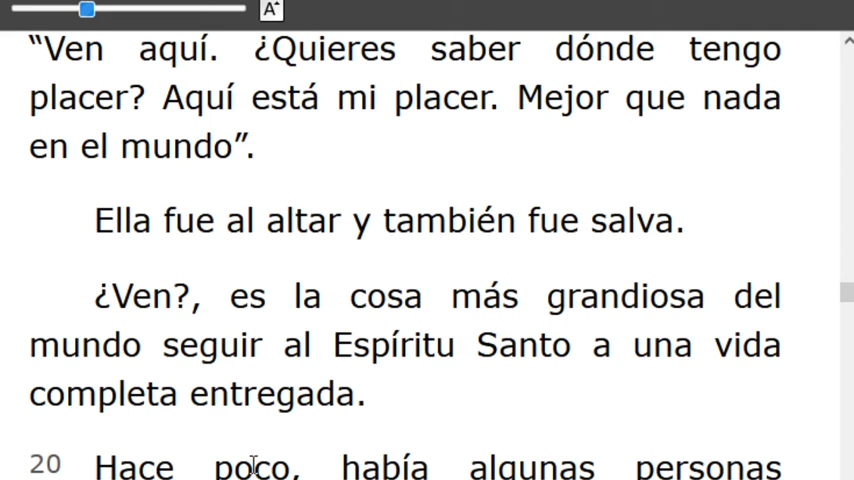 A
“Ven aquí. ¿Quieres saber dónde tengo
placer? Aquí está mi placer. Mejor que nada
en el mundo”.
Ella fue al altar y también fue salva.
¿Ven?, es la cosa más grandiosa del
mundo seguir al Espíritu Santo a una vida
completa entregada.
20 Hace poco, había algunas personas